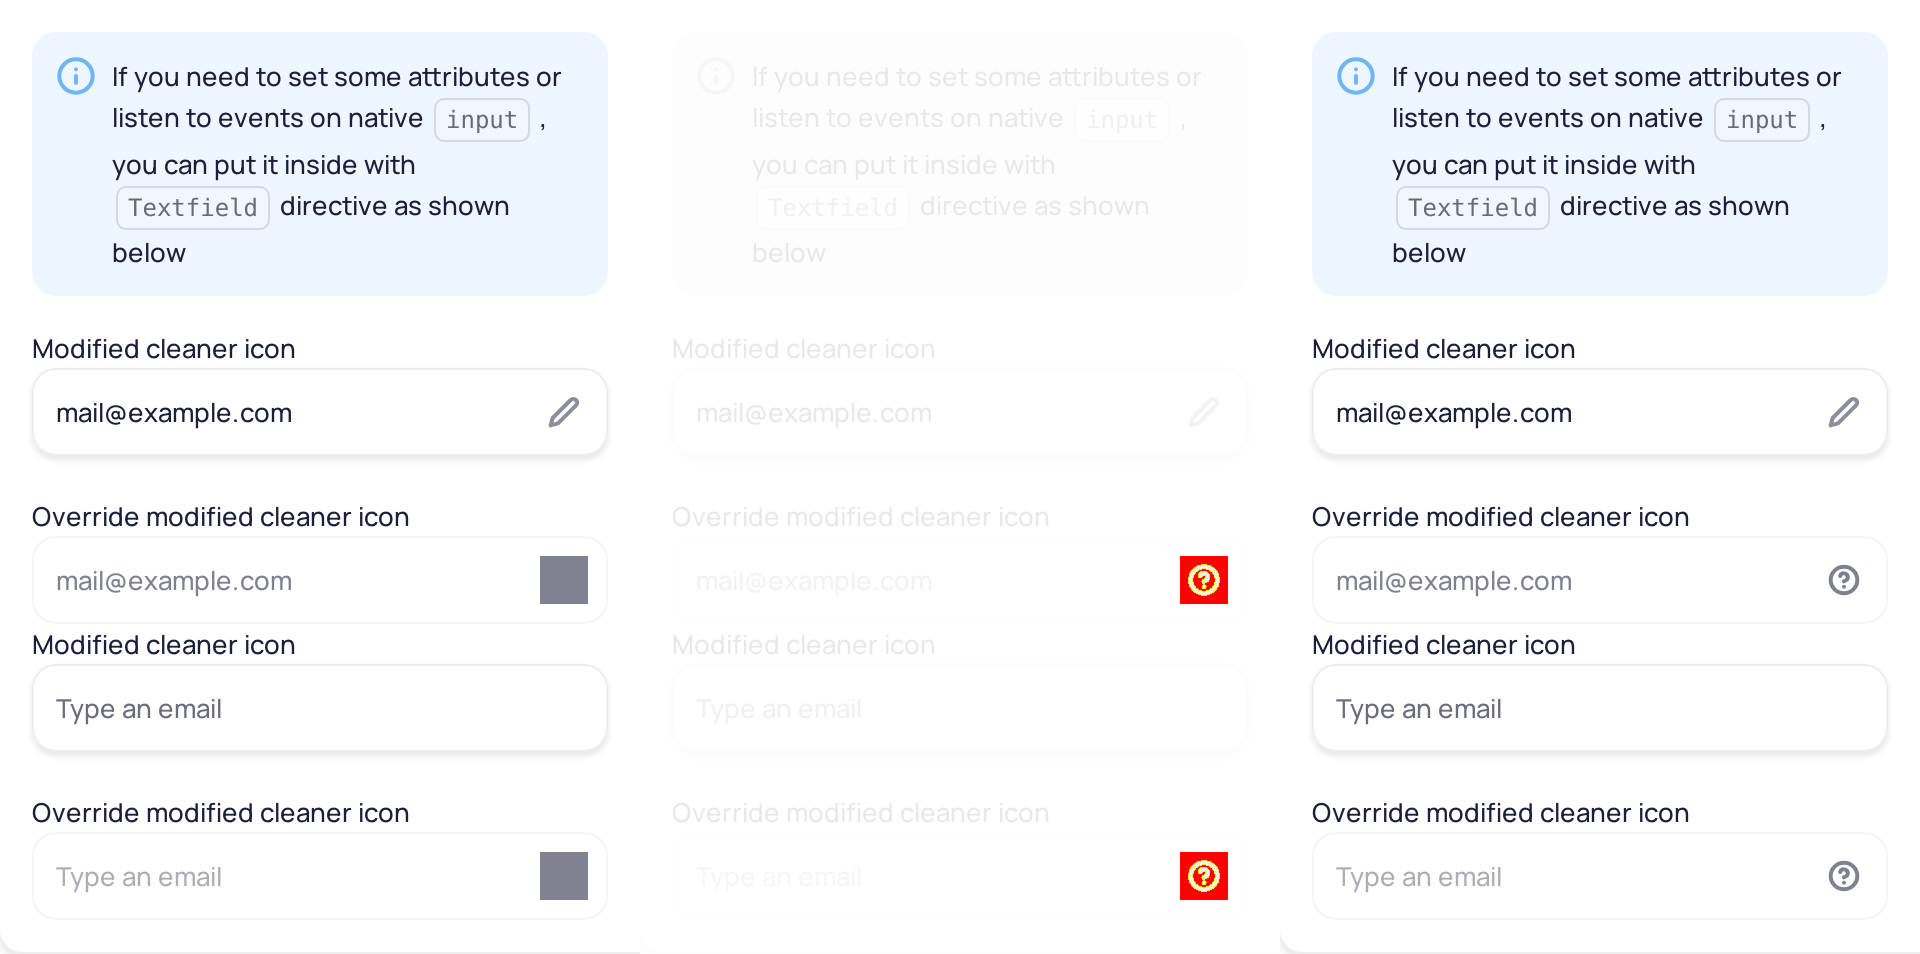 If you need to set some attributes or
listen to events on native input ,
you can put it inside with
Textfield directive as shown
below
Modified cleaner icon
mail@example.com
Override modified cleaner icon
mail@example.com
Modified cleaner icon
Type an email
Override modified cleaner icon
Type an email
If you need to set some attributes or
listen to events on native input ,
you can put it inside with
Textfield directive as shown
below
Modified cleaner icon
mail@example.com
Override modified cleaner icon
mail@example.com
Modified cleaner icon
Type an email
Override modified cleaner icon
Type an email
If you need to set some attributes or
listen to events on native input ,
you can put it inside with
Textfield directive as shown
below
Modified cleaner icon
mail@example.com
Override modified cleaner icon
mail@example.com
Modified cleaner icon
Type an email
Override modified cleaner icon
Type an email